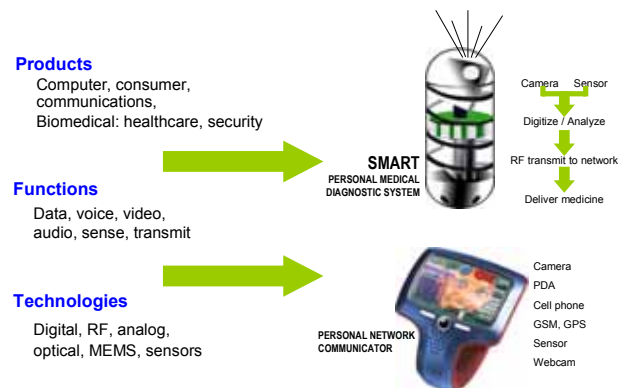 Products
Computer, consumer,
communications,
Biomedical: healthcare, security
Functions
Data, voice, video,
audio, sense, transmit
Technologies
Digital, RF, analog,
optical, MEMS, sensors
SMART
PERSONAL MEDICAL
DIAGNOSTIC SYSTEM
Camera Sensor
Digitize / Analyze
RF transmit to network
Deliver medicine
PERSONAL NETWORK
COMMUNICATOR
Camera
PDA
Cell phone
GSM, GPS
Sensor
Webcam